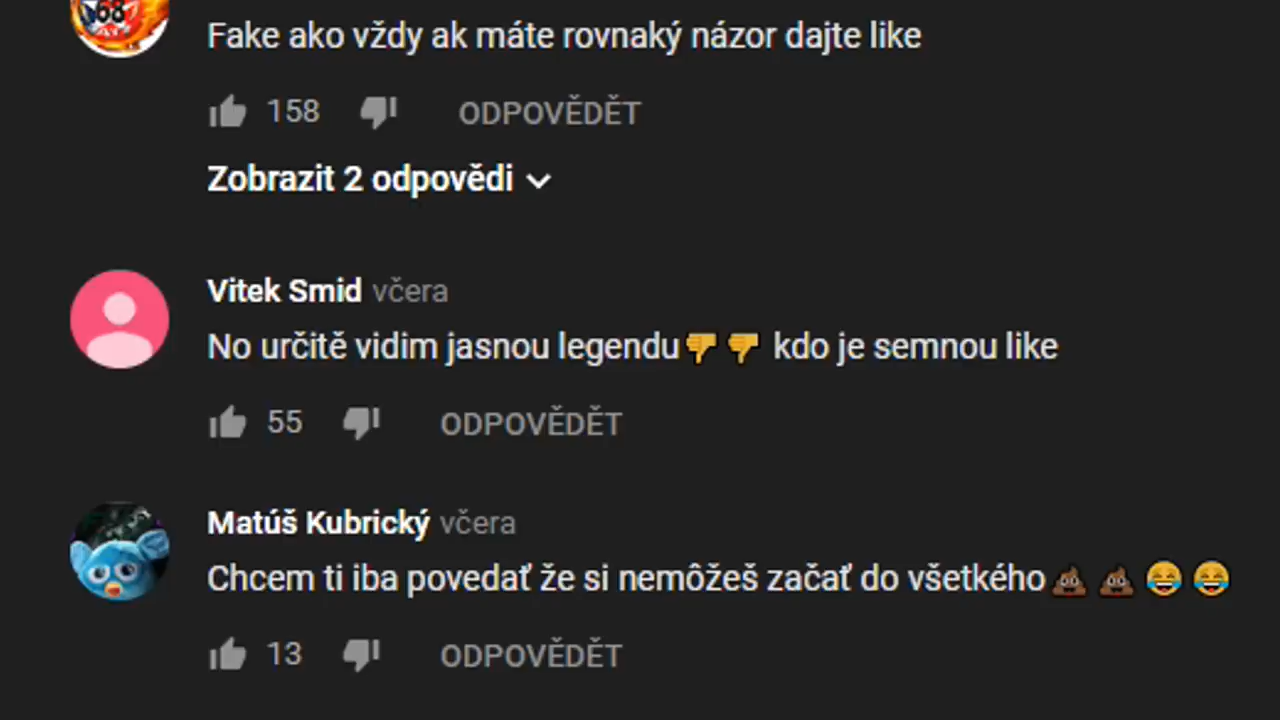 68
Fake ako vždy ak máte rovnaký názor dajte like
158 ODPOVĚDĚT
Zobrazit 2 odpovědi
Vitek Smid včera
No určitě vidim jasnou legendu👎👎 kdo je semnou like
55 ODPOVĚDĚT
Matúš Kubrický včera
Chcem ti iba povedať že si nemôžeš začať do všetkého💩💩😂😂
13 ODPOVĚDĚT